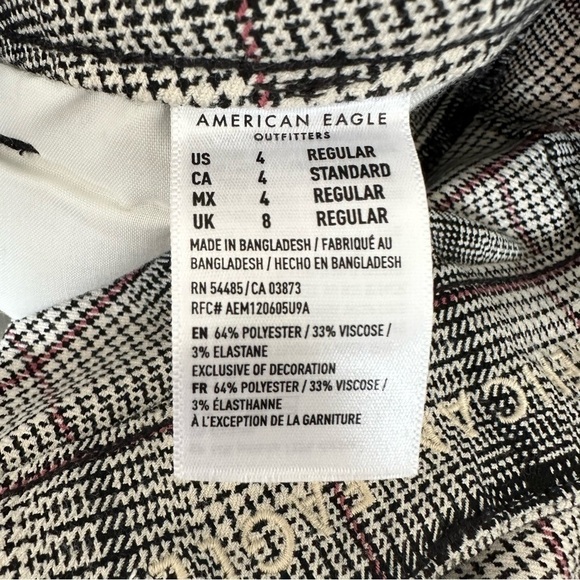 AMERICAN EAGLE
OUTFITTERS
US 4 REGULAR
CA 4 STANDARD
MX 4 REGULAR
UK 8 REGULAR
MADE IN BANGLADESH / FABRIQUÉ AU
BANGLADESH / HECHO EN BANGLADESH
RN 54485 / CA 03873
RFC# AEM120605U9A
EN 64% POLYESTER / 33% VISCOSE /
3% ELASTANE
EXCLUSIVE OF DECORATION
FR 64% POLYESTER / 33% VISCOSE /
3% ÉLASTHANNE
À L'EXCEPTION DE LA GARNITURE
EAGLE